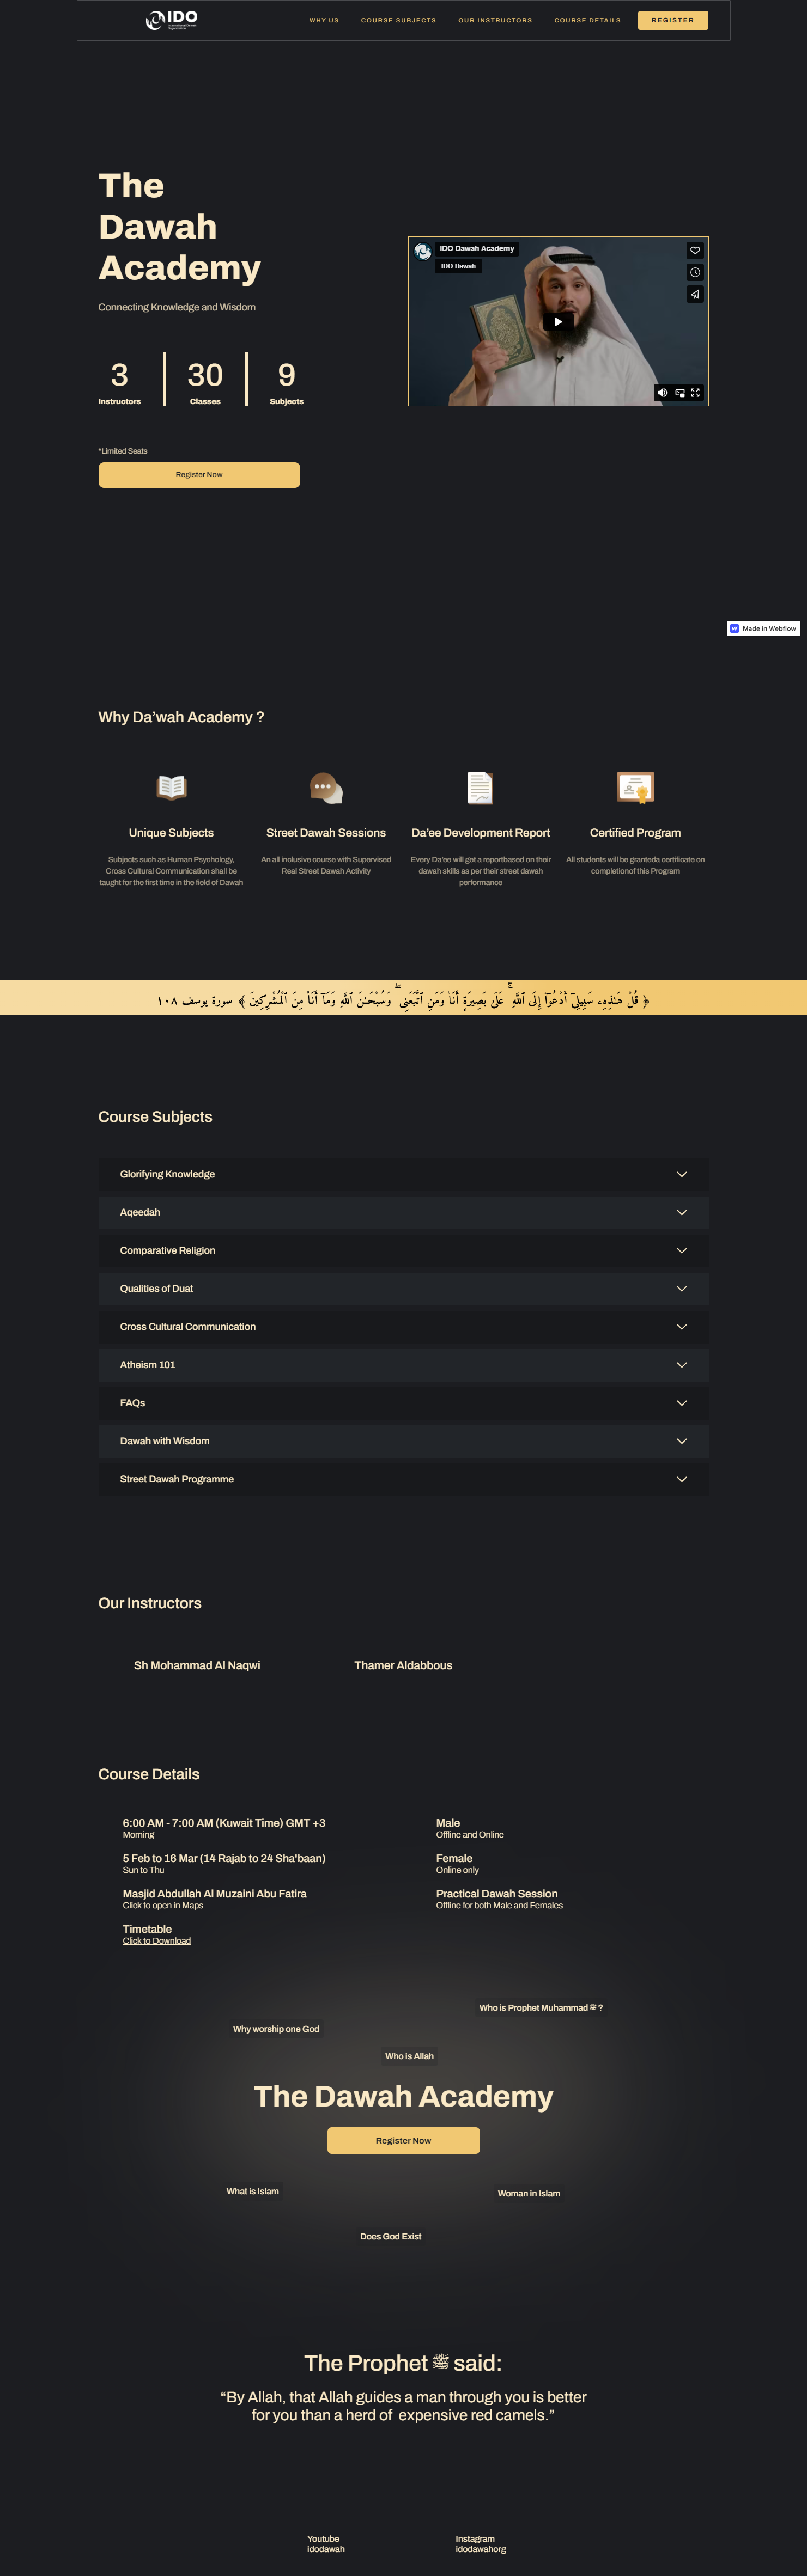 IDO
International Dawah
Organization
WHY US
COURSE SUBJECTS
OUR INSTRUCTORS
COURSE DETAILS
REGISTER
The
Dawah
Academy
Connecting Knowledge and Wisdom
3
Instructors
30
Classes
9
Subjects
*Limited Seats
Register Now
IDO Dawah Academy
IDO Dawah
Made in Webflow
Why Da’wah Academy ?
Unique Subjects
Subjects such as Human Psychology,
Cross Cultural Communication shall be
taught for the first time in the field of Dawah
Street Dawah Sessions
An all inclusive course with Supervised
Real Street Dawah Activity
Da’ee Development Report
Every Da’ee will get a reportbased on their
dawah skills as per their street dawah
performance
Certified Program
All students will be granteda certificate on
completionof this Program
﴿ قُلْ هَـٰذِهِۦ سَبِيلِىٓ أَدْعُوٓا۟ إِلَى ٱللَّهِ ۚ عَلَىٰ بَصِيرَةٍ أَنَا۠ وَمَنِ ٱتَّبَعَنِى ۖ وَسُبْحَـٰنَ ٱللَّهِ وَمَآ أَنَا۠ مِنَ ٱلْمُشْرِكِينَ ﴾ سورة يوسف ١٠٨
Course Subjects
Glorifying Knowledge
Aqeedah
Comparative Religion
Qualities of Duat
Cross Cultural Communication
Atheism 101
FAQs
Dawah with Wisdom
Street Dawah Programme
Our Instructors
Sh Mohammad Al Naqwi
Thamer Aldabbous
Course Details
6:00 AM - 7:00 AM (Kuwait Time) GMT +3
Morning
5 Feb to 16 Mar (14 Rajab to 24 Sha'baan)
Sun to Thu
Masjid Abdullah Al Muzaini Abu Fatira
Click to open in Maps
Timetable
Click to Download
Male
Offline and Online
Female
Online only
Practical Dawah Session
Offline for both Male and Females
Who is Prophet Muhammad ﷺ ?
Why worship one God
Who is Allah
The Dawah Academy
Register Now
What is Islam
Woman in Islam
Does God Exist
The Prophet ﷺ said:
“By Allah, that Allah guides a man through you is better
for you than a herd of expensive red camels.”
Youtube
idodawah
Instagram
idodawahorg